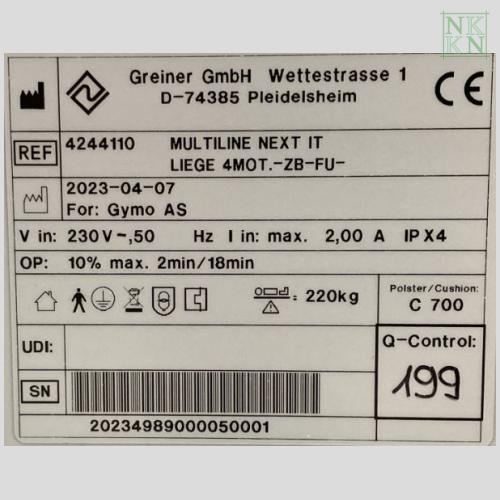 NK
KN
Greiner GmbH Wettestrasse 1
D-74385 Pleidelsheim
CE
REF 4244110 MULTILINE NEXT IT
LIEGE 4MOT.-ZB-FU-
2023-04-07
For: Gymo AS
V in: 230V~,50 Hz I in: max. 2,00 A IPX4
OP: 10% max. 2min/18min
: 220kg
Polster/Cushion:
C 700
UDI:
Q-Control:
199
SN
20234989000050001